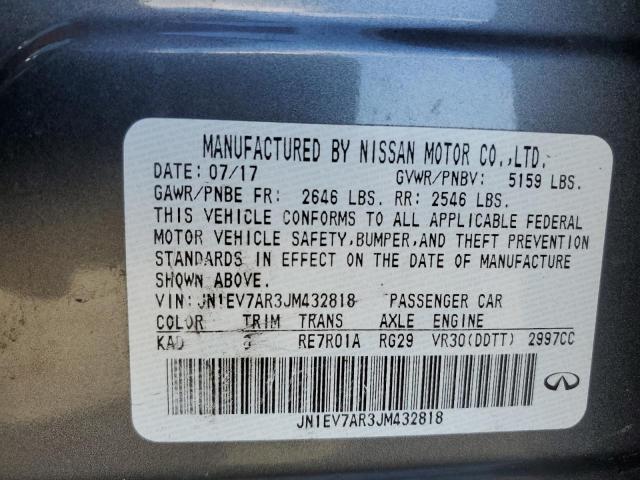 MANUFACTURED BY NISSAN MOTOR CO.,LTD.
DATE: 07/17 GVWR/PNBV: 5159 LBS.
GAWR/PNBE FR: 2646 LBS. RR: 2546 LBS.
THIS VEHICLE CONFORMS TO ALL APPLICABLE FEDERAL
MOTOR VEHICLE SAFETY,BUMPER,AND THEFT PREVENTION
STANDARDS IN EFFECT ON THE DATE OF MANUFACTURE
SHOWN ABOVE.
VIN: JN1EV7AR3JM432818 PASSENGER CAR
COLOR TRIM TRANS AXLE ENGINE
KAD RE7R01A RG29 VR30(DDTT) 2997CC
JN1EV7AR3JM432818